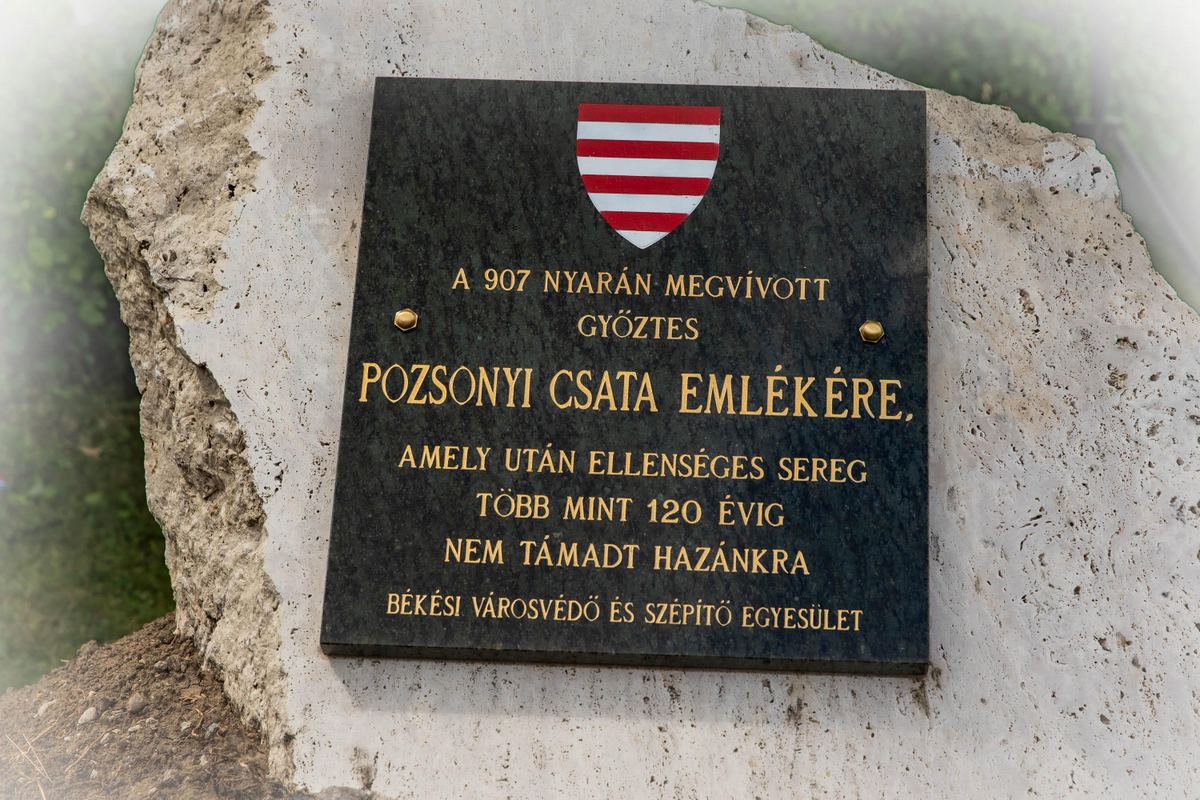 A 907 NYARÁN MEGVÍVOTT
GYŐZTES
POZSONYI CSATA EMLÉKÉRE,
AMELY UTÁN ELLENSÉGES SEREG
TÖBB MINT 120 ÉVIG
NEM TÁMADT HAZÁNKRA
BÉKÉSI VÁROSVÉDŐ ÉS SZÉPÍTŐ EGYESÜLET